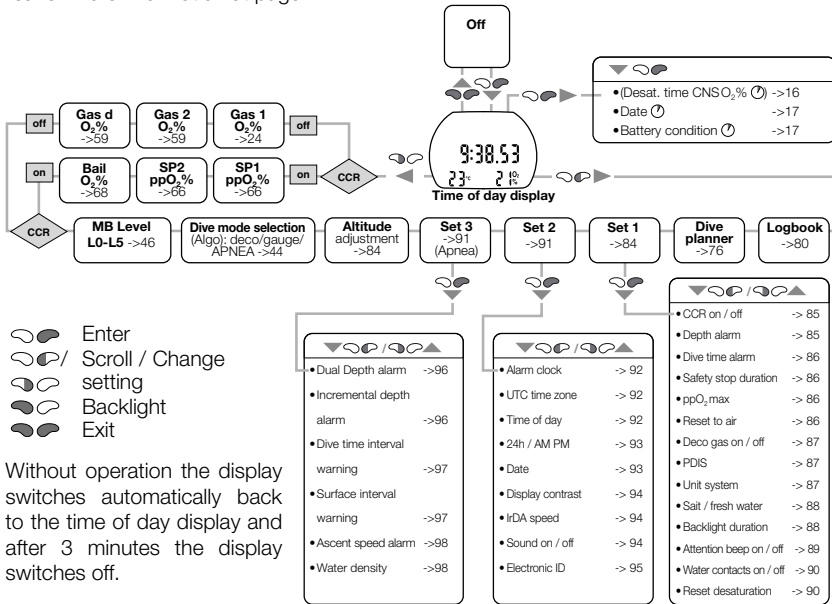 Off
(Desat. time CNS O₂% ) ->16
Date ->17
Battery condition ->17
off
Gas d O₂% ->59
Gas 2 O₂% ->59
Gas 1 O₂% ->24
off
9:38.53
23°c 21 O₂ %
Time of day display
on
Bail O₂% ->68
SP2 ppO₂% ->66
SP1 ppO₂% ->66
on
CCR
CCR
MB Level
L0-L5 ->46
Dive mode selection
(Algo): deco/gauge/
APNEA ->44
Altitude
adjustment
->84
Set 3
->91
(Apnea)
Set 2
->91
Set 1
->84
Dive
planner
->76
Logbook
->80
Enter
/ Scroll / Change
setting
Backlight
Exit
Without operation the display
switches automatically back
to the time of day display and
after 3 minutes the display
switches off.
/
•Dual Depth alarm ->96
•Incremental depth
alarm ->96
•Dive time interval
warning ->97
•Surface interval
warning ->97
•Ascent speed alarm ->98
•Water density ->98
/
•Alarm clock -> 92
•UTC time zone -> 92
•Time of day -> 92
•24h / AM PM -> 93
•Date -> 93
•Display contrast -> 94
•IrDA speed -> 94
•Sound on / off -> 94
•Electronic ID -> 95
/
•CCR on / off -> 85
•Depth alarm -> 85
•Dive time alarm -> 86
•Safety stop duration -> 86
•ppO₂max -> 86
•Reset to air -> 86
•Deco gas on / off -> 87
•PDIS -> 87
•Unit system -> 87
•Salt / fresh water -> 88
•Backlight duration -> 88
•Attention beep on / off -> 89
•Water contacts on / off -> 90
•Reset desaturation -> 90